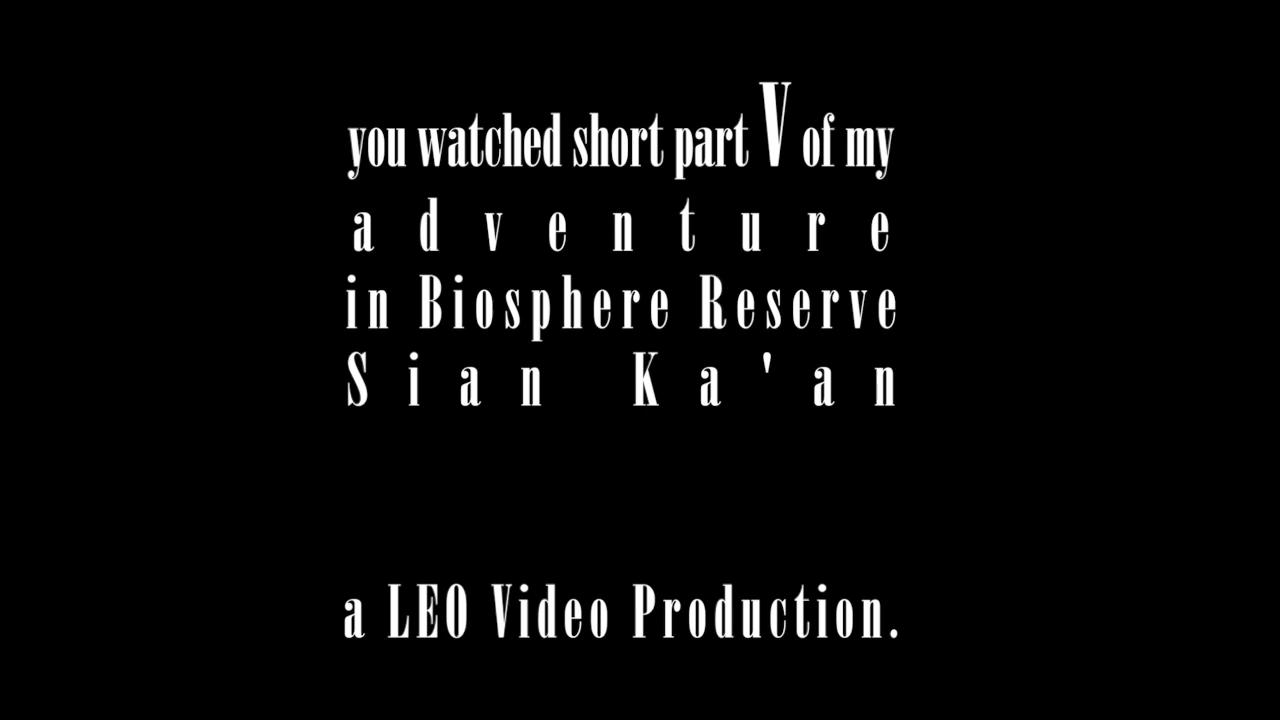 you watched short part V of my
adventure
in Biosphere Reserve
Sian Ka'an
a LEO Video Production.